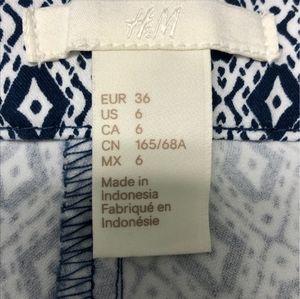 H&M
EUR 36
US 6
CA 6
CN 165/68A
MX 6
Made in
Indonesia
Fabriqué en
Indonésie